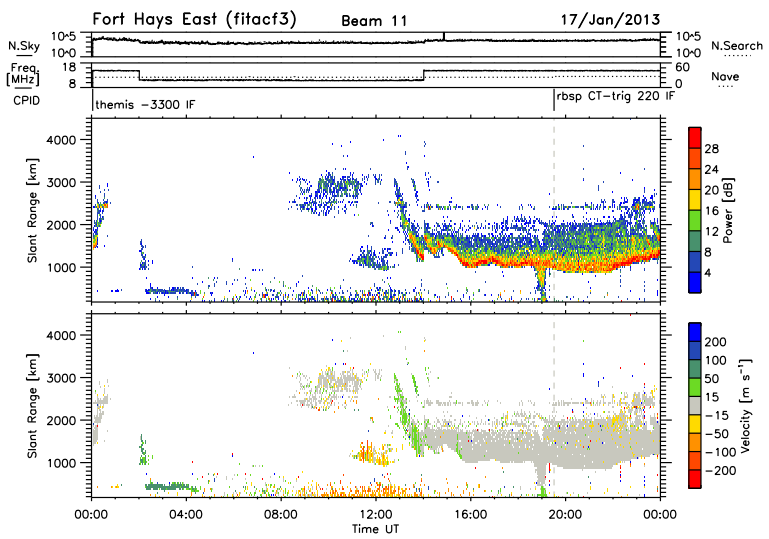 Fort Hays East (fitacf3) Beam 11 17/Jan/2013
N.Sky 10^5 10^0 10^5 10^0 N.Search
Freq. [MHz] 18 8 60 0 Nave
CPID themis -3300 IF rbsp CT-trig 220 IF
Slant Range [km]
4000
3000
2000
1000
Power [dB]
28
24
20
16
12
8
4
Slant Range [km]
4000
3000
2000
1000
Velocity [m s⁻¹]
200
100
50
15
-15
-50
-100
-200
00:00 04:00 08:00 12:00 16:00 20:00 00:00
Time UT